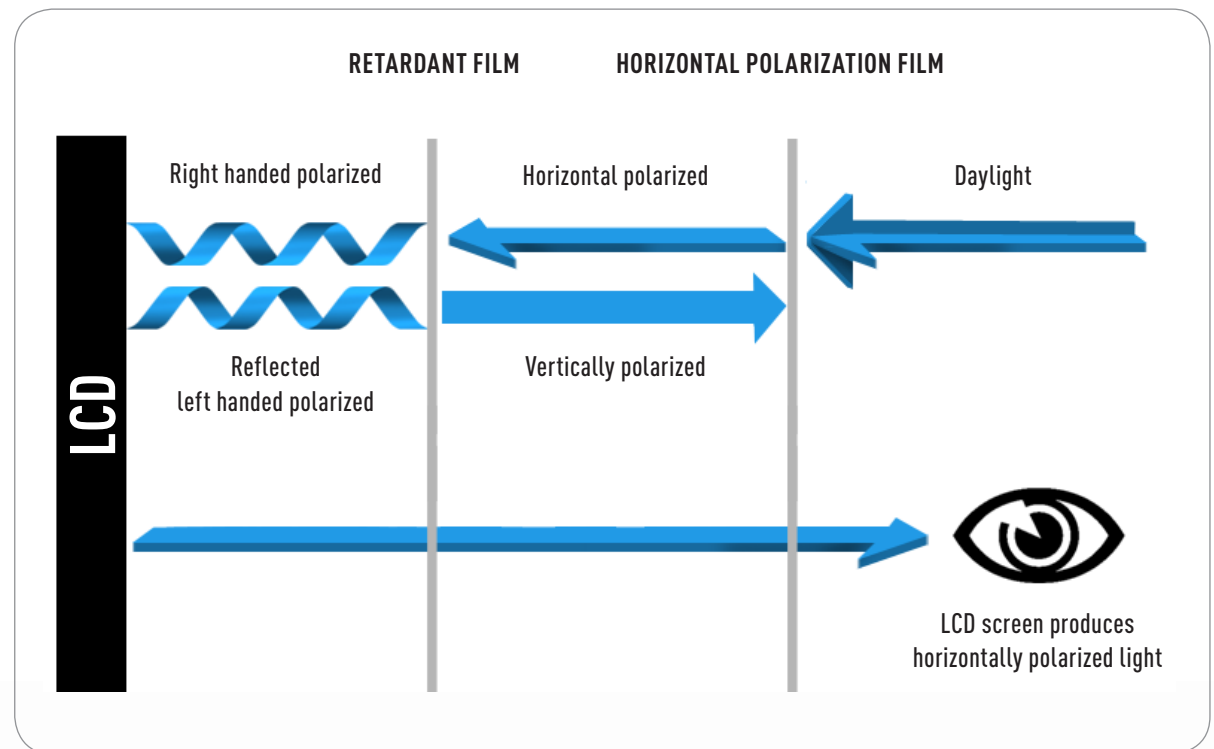 RETARDANT FILM
HORIZONTAL POLARIZATION FILM
Right handed polarized
Horizontal polarized
Daylight
Reflected
left handed polarized
Vertically polarized
LCD
LCD screen produces
horizontally polarized light